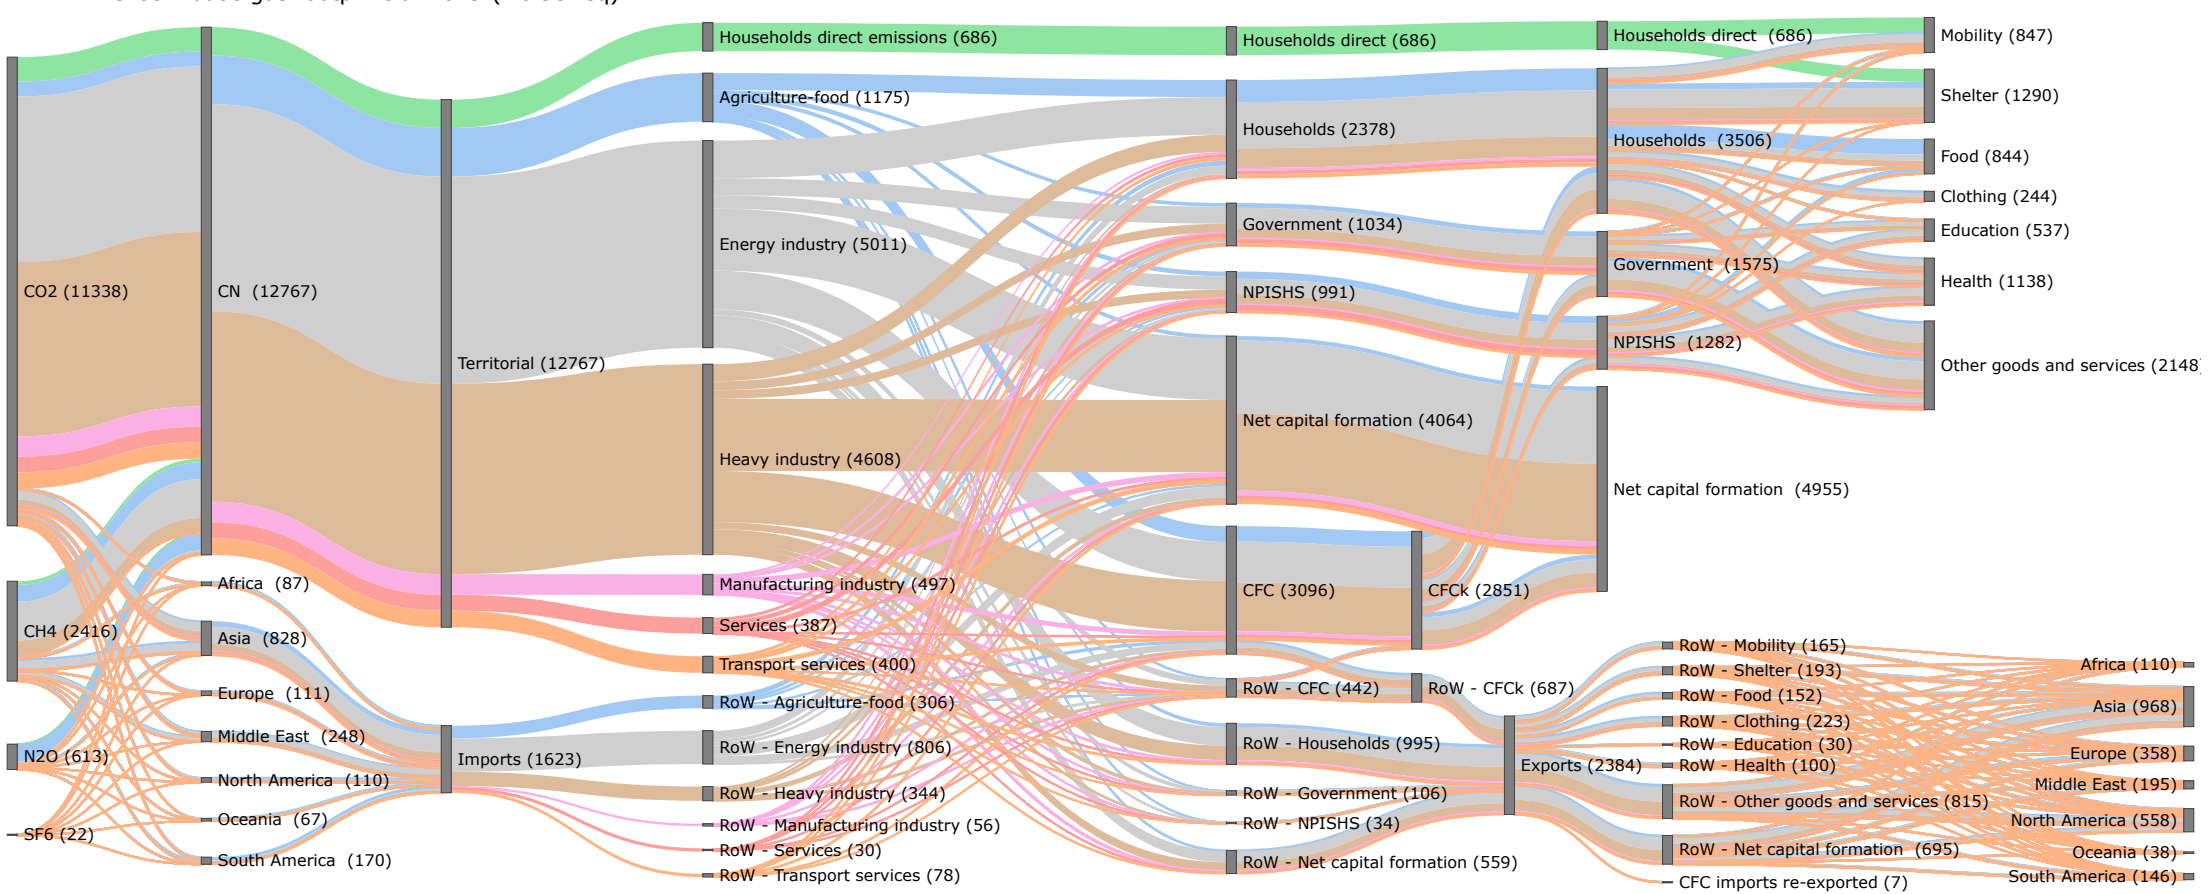 CO2 (11338)
CH4 (2416)
N2O (613)
SF6 (22)
CN (12767)
Africa (87)
Asia (828)
Europe (111)
Middle East (248)
North America (110)
Oceania (67)
South America (170)
Territorial (12767)
Imports (1623)
Households direct emissions (686)
Agriculture-food (1175)
Energy industry (5011)
Heavy industry (4608)
Manufacturing industry (497)
Services (387)
Transport services (400)
RoW - Agriculture-food (306)
RoW - Energy industry (806)
RoW - Heavy industry (344)
RoW - Manufacturing industry (56)
RoW - Services (30)
RoW - Transport services (78)
Households direct (686)
Households (2378)
Government (1034)
NPISHS (991)
Net capital formation (4064)
CFC (3096)
RoW - CFC (442)
RoW - Households (995)
RoW - Government (106)
RoW - NPISHS (34)
RoW - Net capital formation (559)
CFCk (2851)
RoW - CFCk (687)
Exports (2384)
Households direct (686)
Households (3506)
Government (1575)
NPISHS (1282)
Net capital formation (4955)
RoW - Mobility (165)
RoW - Shelter (193)
RoW - Food (152)
RoW - Clothing (223)
RoW - Education (30)
RoW - Health (100)
RoW - Other goods and services (815)
RoW - Net capital formation (695)
CFC imports re-exported (7)
Mobility (847)
Shelter (1290)
Food (844)
Clothing (244)
Education (537)
Health (1138)
Other goods and services (2148)
Africa (110)
Asia (968)
Europe (358)
Middle East (195)
North America (558)
Oceania (38)
South America (146)